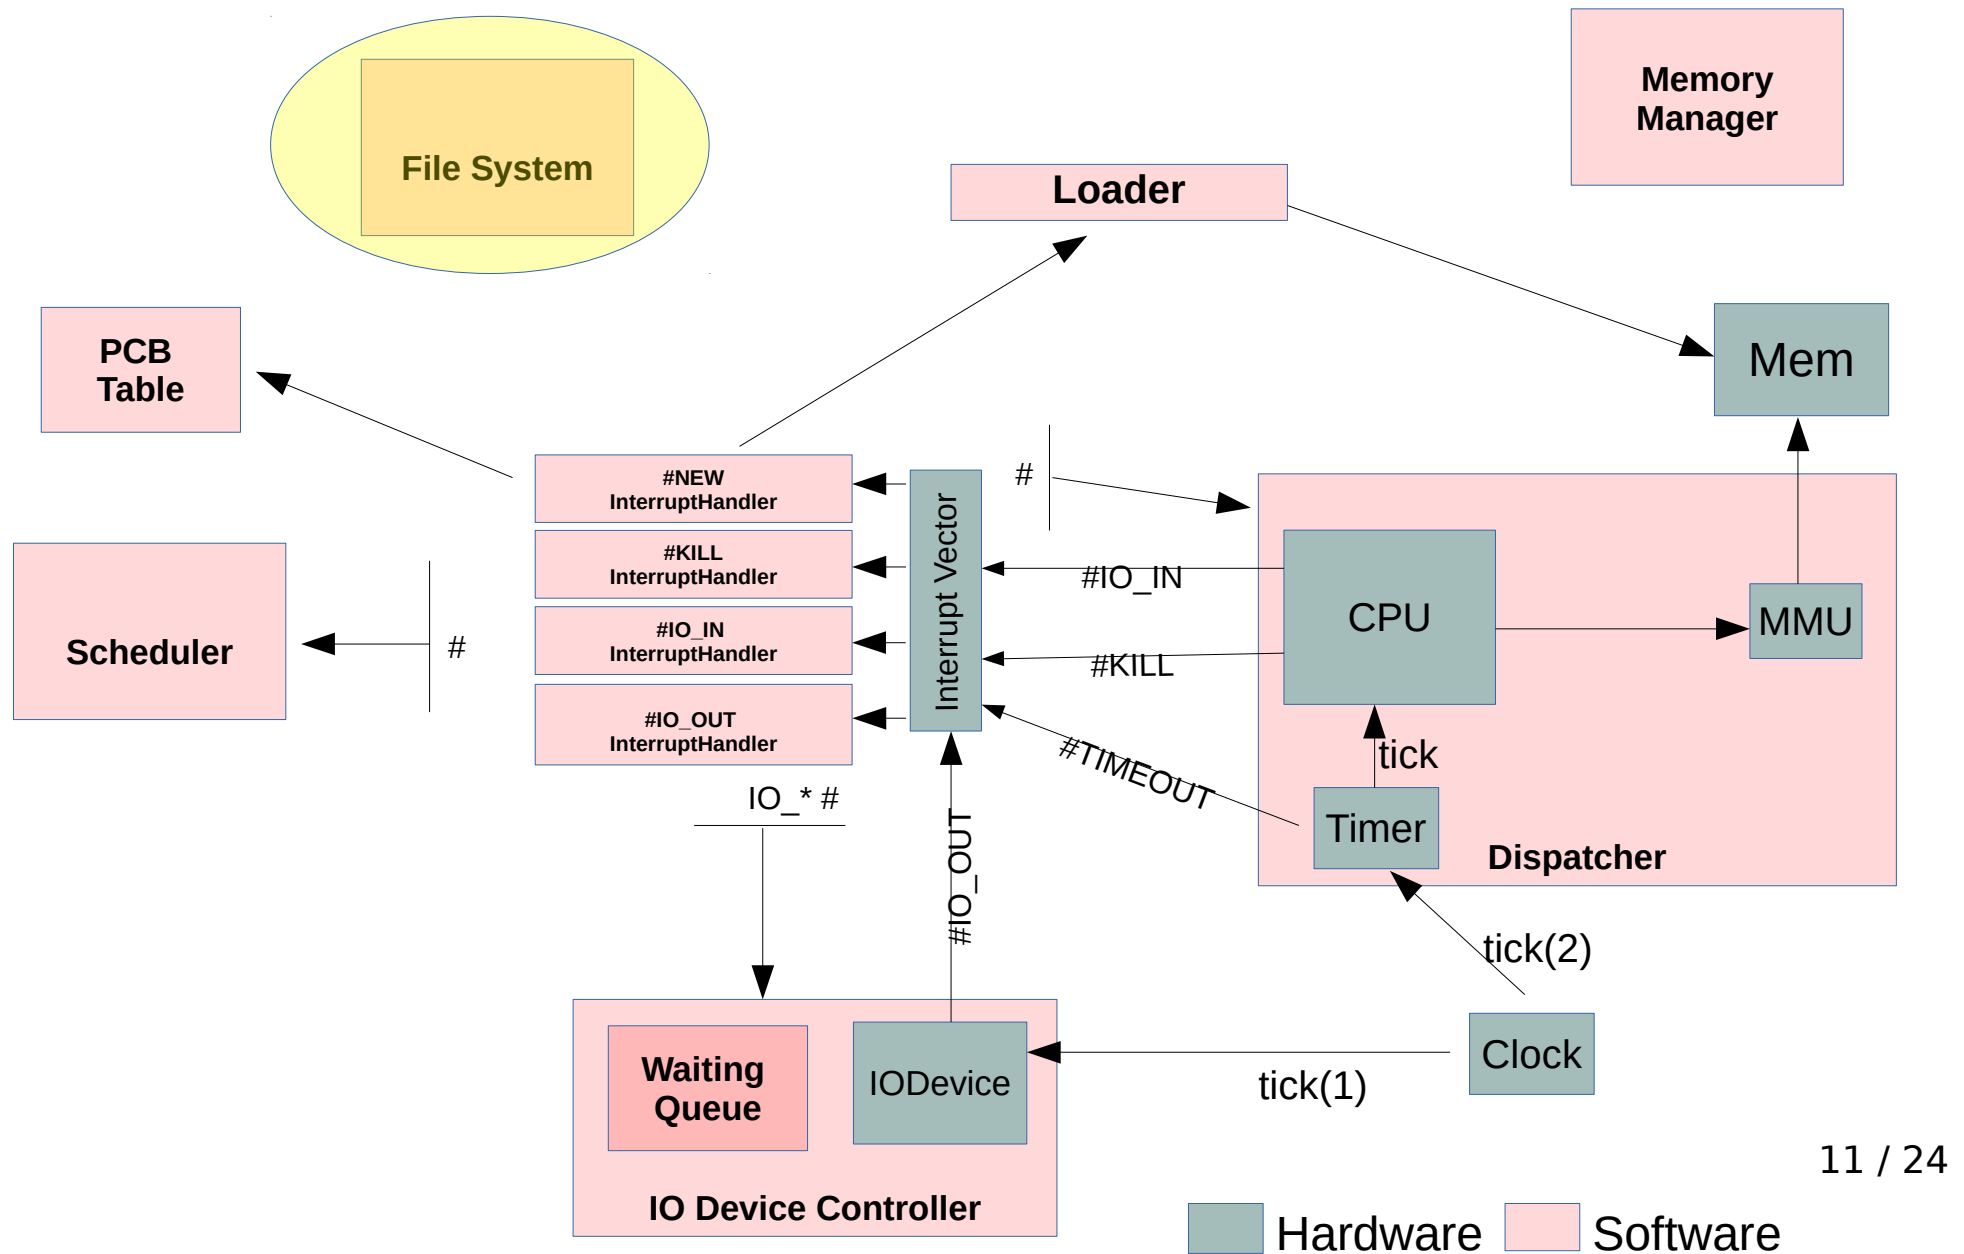 Memory
Manager
File System
Loader
PCB
Table
Mem
#NEW
InterruptHandler
#KILL
InterruptHandler
#IO_IN
InterruptHandler
#IO_OUT
InterruptHandler
Interrupt Vector
#
#IO_IN
#KILL
#TIMEOUT
CPU
MMU
tick
Timer
Dispatcher
Scheduler
#
IO_* #
#IO_OUT
tick(2)
Waiting
Queue
IODevice
Clock
tick(1)
IO Device Controller
11 / 24
Hardware
Software